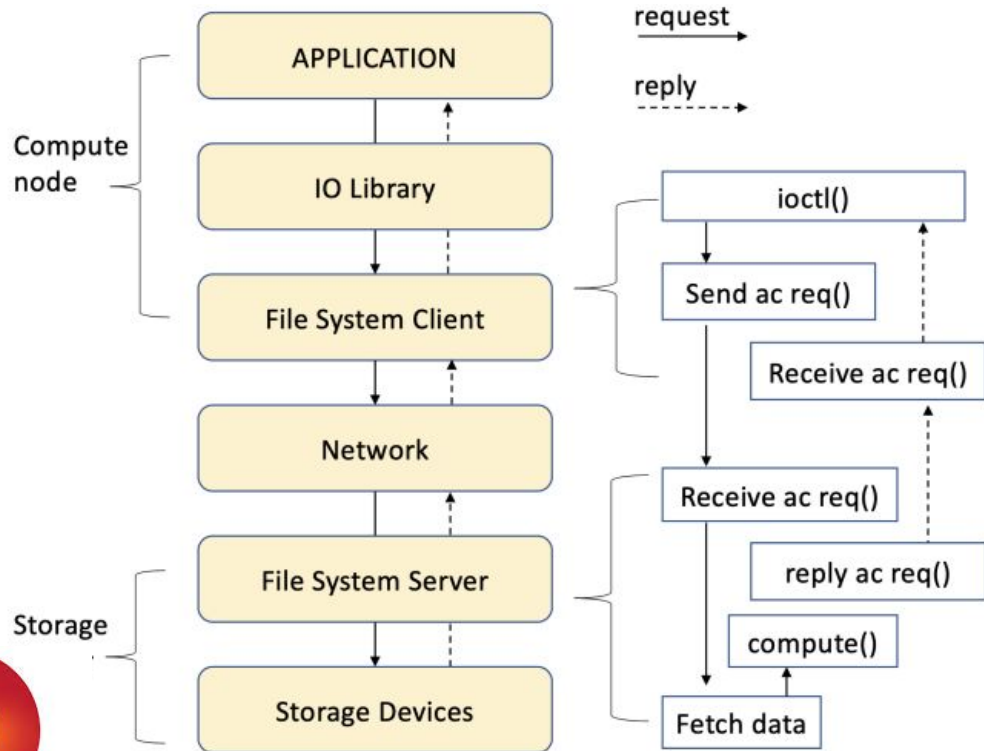 APPLICATION
request
reply
Compute
node
IO Library
ioctl()
Send ac req()
File System Client
Receive ac req()
Network
Receive ac req()
File System Server
reply ac req()
Storage
compute()
Storage Devices
Fetch data